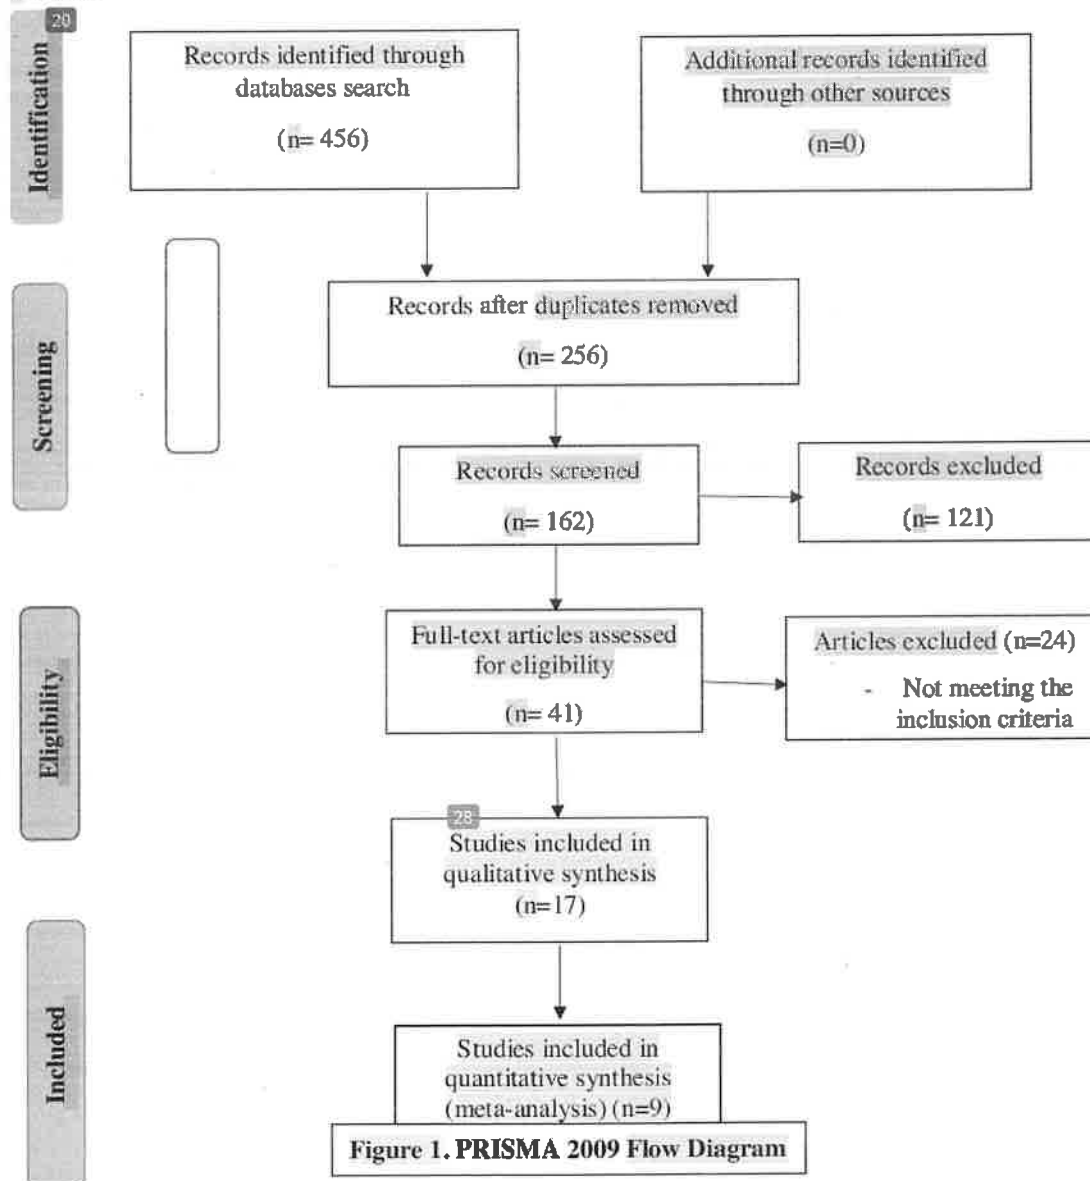 20
Identification
Records identified through
databases search
(n= 456)
Additional records identified
through other sources
(n=0)
Screening
Records after duplicates removed
(n= 256)
Records screened
(n= 162)
Records excluded
(n= 121)
Eligibility
Full-text articles assessed
for eligibility
(n= 41)
Articles excluded (n=24)
- Not meeting the
inclusion criteria
28
Studies included in
qualitative synthesis
(n=17)
Included
Studies included in
quantitative synthesis
(meta-analysis) (n=9)
Figure 1. PRISMA 2009 Flow Diagram